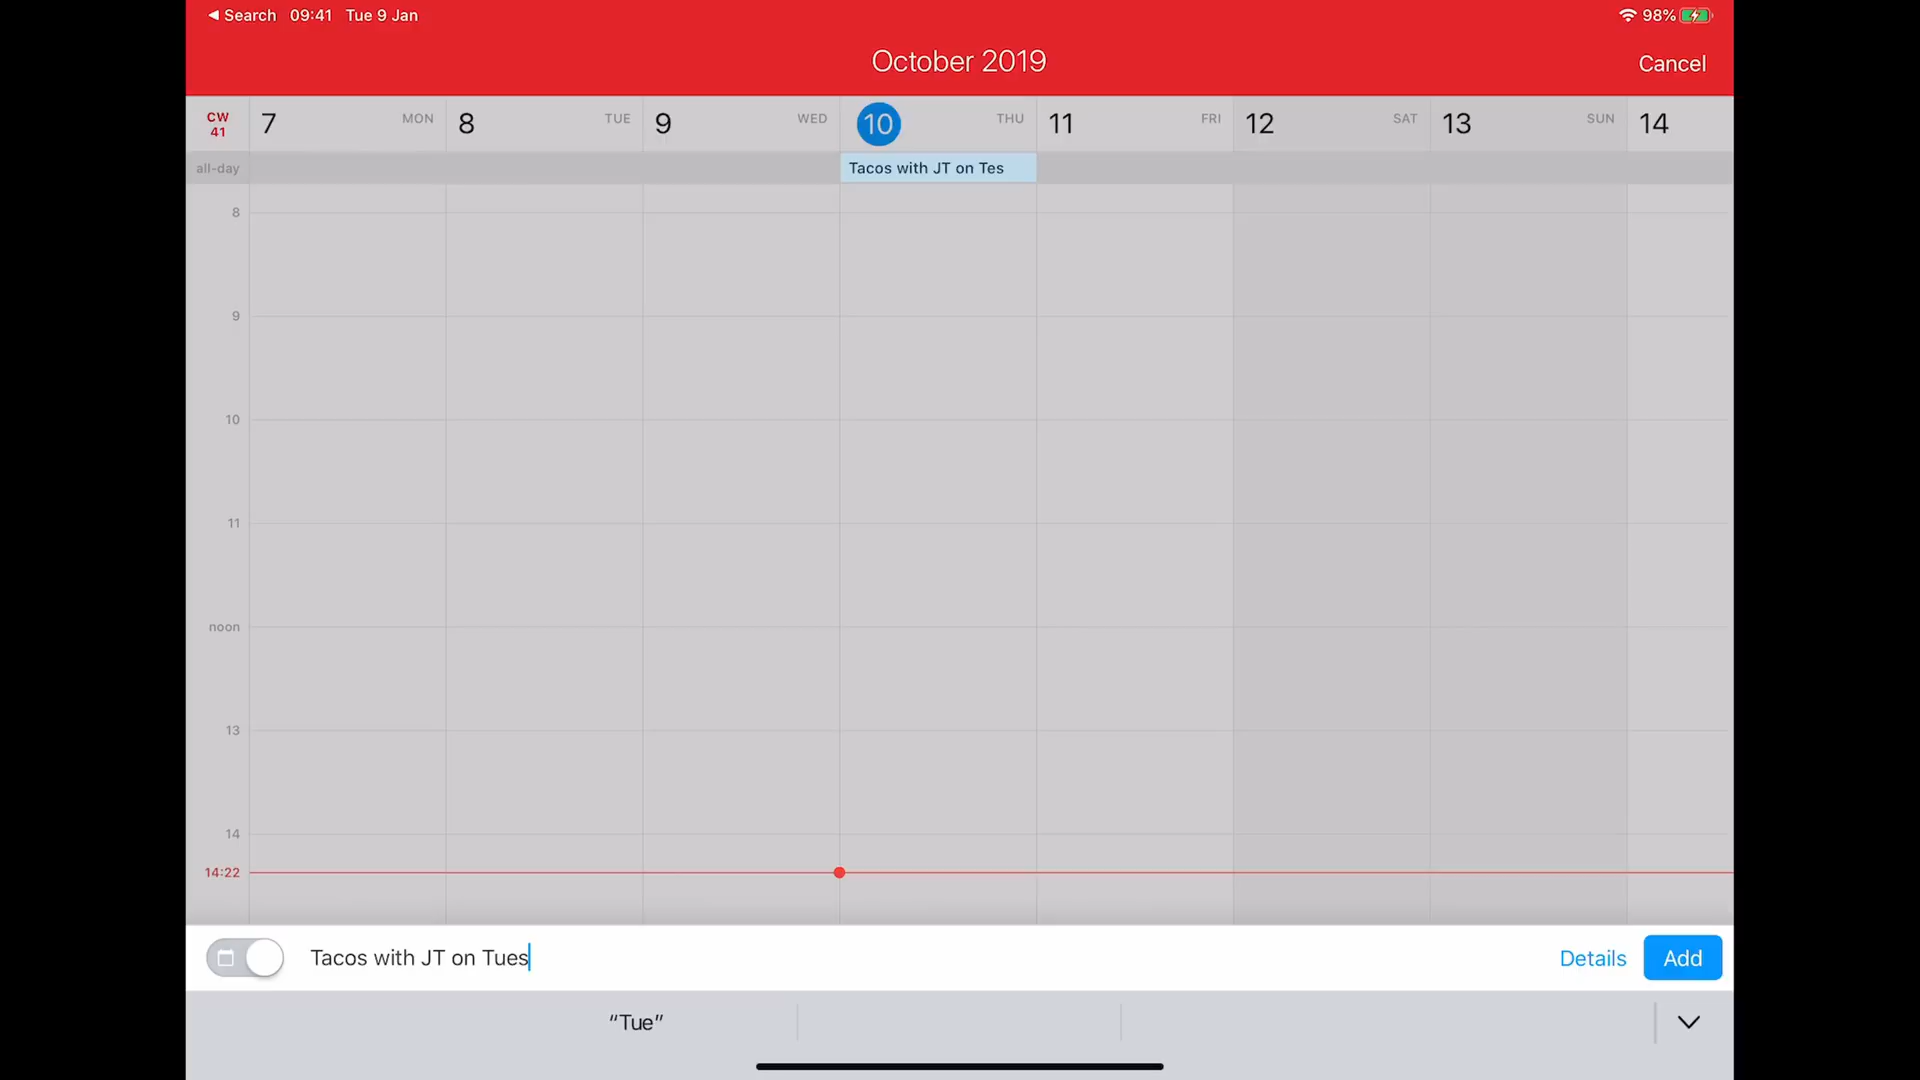 ◀ Search 09:41 Tue 9 Jan 98%
October 2019
Cancel
CW 41 7 MON 8 TUE 9 WED 10 THU 11 FRI 12 SAT 13 SUN 14
all-day Tacos with JT on Tes
8
9
10
11
noon
13
14
14:22
Tacos with JT on Tues Details Add
“Tue”